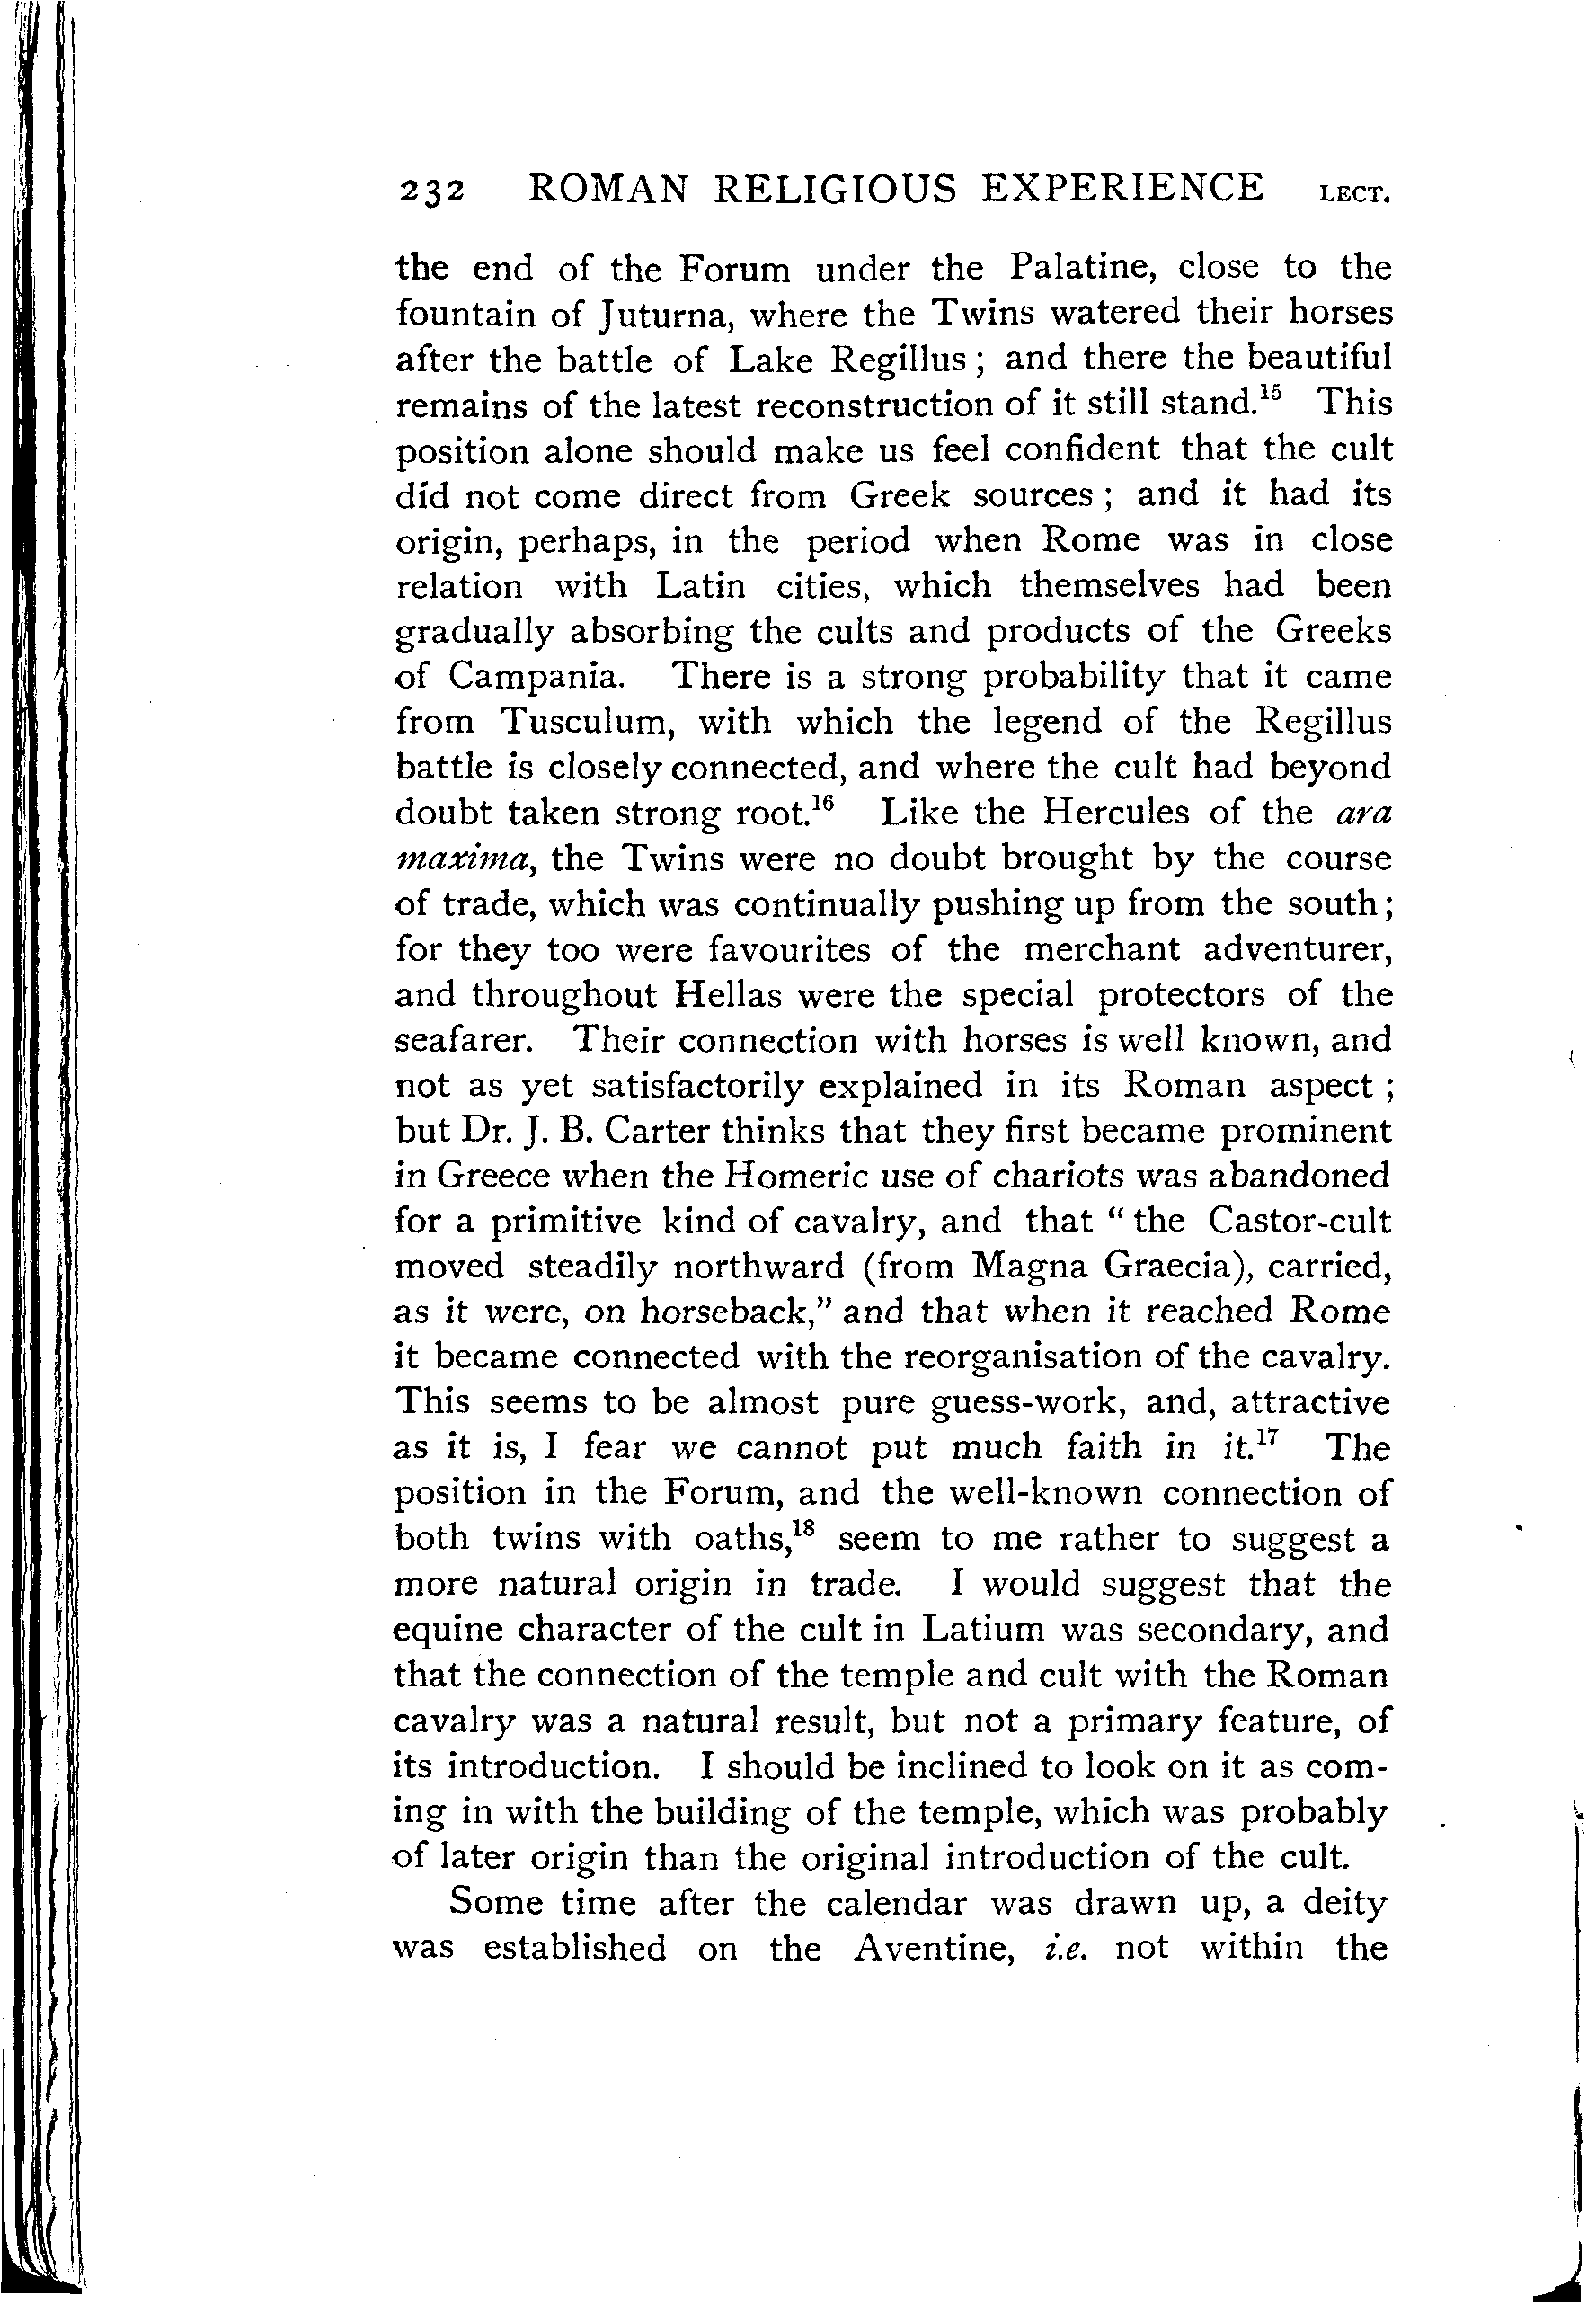 232 ROMAN RELIGIOUS EXPERIENCE LECT.
the end of the Forum under the Palatine, close to the
fountain of Juturna, where the Twins watered their horses
after the battle of Lake Regillus; and there the beautiful
remains of the latest reconstruction of it still stand.¹⁵ This
position alone should make us feel confident that the cult
did not come direct from Greek sources; and it had its
origin, perhaps, in the period when Rome was in close
relation with Latin cities, which themselves had been
gradually absorbing the cults and products of the Greeks
of Campania. There is a strong probability that it came
from Tusculum, with which the legend of the Regillus
battle is closely connected, and where the cult had beyond
doubt taken strong root.¹⁶ Like the Hercules of the ara
maxima, the Twins were no doubt brought by the course
of trade, which was continually pushing up from the south;
for they too were favourites of the merchant adventurer,
and throughout Hellas were the special protectors of the
seafarer. Their connection with horses is well known, and
not as yet satisfactorily explained in its Roman aspect;
but Dr. J. B. Carter thinks that they first became prominent
in Greece when the Homeric use of chariots was abandoned
for a primitive kind of cavalry, and that “the Castor-cult
moved steadily northward (from Magna Graecia), carried,
as it were, on horseback,” and that when it reached Rome
it became connected with the reorganisation of the cavalry.
This seems to be almost pure guess-work, and, attractive
as it is, I fear we cannot put much faith in it.¹⁷ The
position in the Forum, and the well-known connection of
both twins with oaths,¹⁸ seem to me rather to suggest a
more natural origin in trade. I would suggest that the
equine character of the cult in Latium was secondary, and
that the connection of the temple and cult with the Roman
cavalry was a natural result, but not a primary feature, of
its introduction. I should be inclined to look on it as com-
ing in with the building of the temple, which was probably
of later origin than the original introduction of the cult.
Some time after the calendar was drawn up, a deity
was established on the Aventine, i.e. not within the